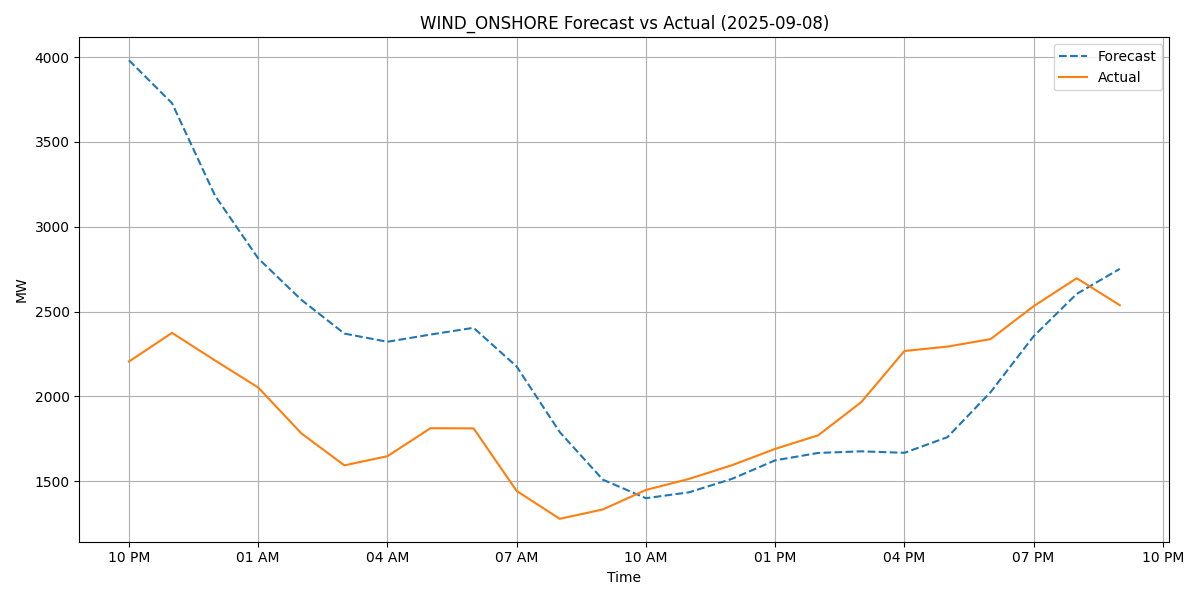 WIND_ONSHORE Forecast vs Actual (2025-09-08)
Forecast
Actual
MW
4000
3500
3000
2500
2000
1500
10 PM 01 AM 04 AM 07 AM 10 AM 01 PM 04 PM 07 PM 10 PM
Time